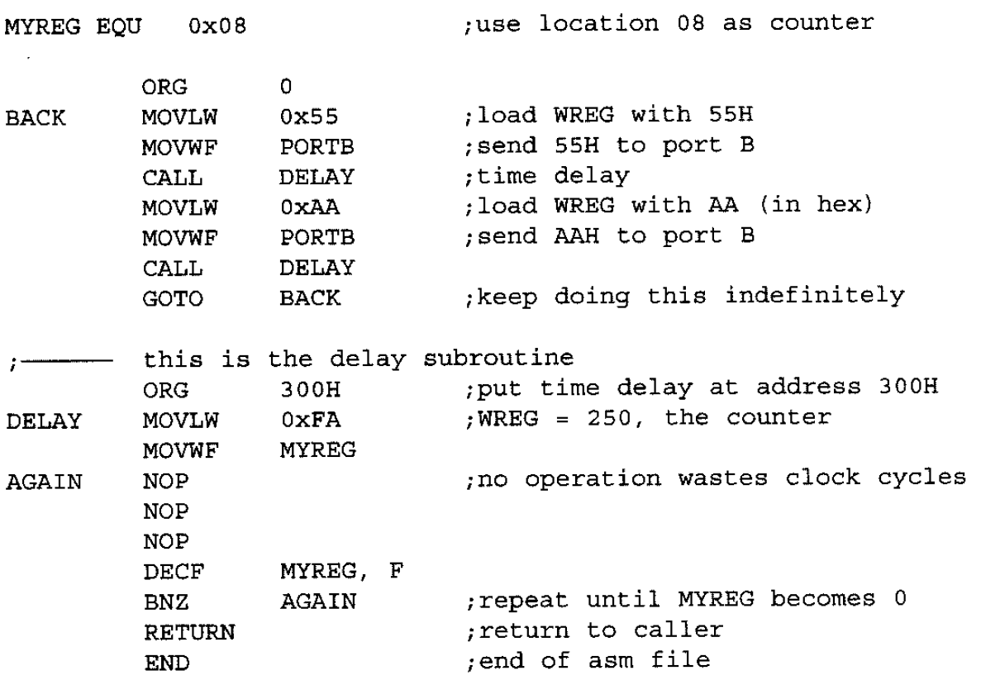 MYREG EQU 0x08 ;use location 08 as counter
ORG 0
BACK MOVLW 0x55 ;load WREG with 55H
MOVWF PORTB ;send 55H to port B
CALL DELAY ;time delay
MOVLW 0xAA ;load WREG with AA (in hex)
MOVWF PORTB ;send AAH to port B
CALL DELAY
GOTO BACK ;keep doing this indefinitely
;——— this is the delay subroutine
ORG 300H ;put time delay at address 300H
DELAY MOVLW 0xFA ;WREG = 250, the counter
MOVWF MYREG
AGAIN NOP ;no operation wastes clock cycles
NOP
NOP
DECF MYREG, F
BNZ AGAIN ;repeat until MYREG becomes 0
RETURN ;return to caller
END ;end of asm file